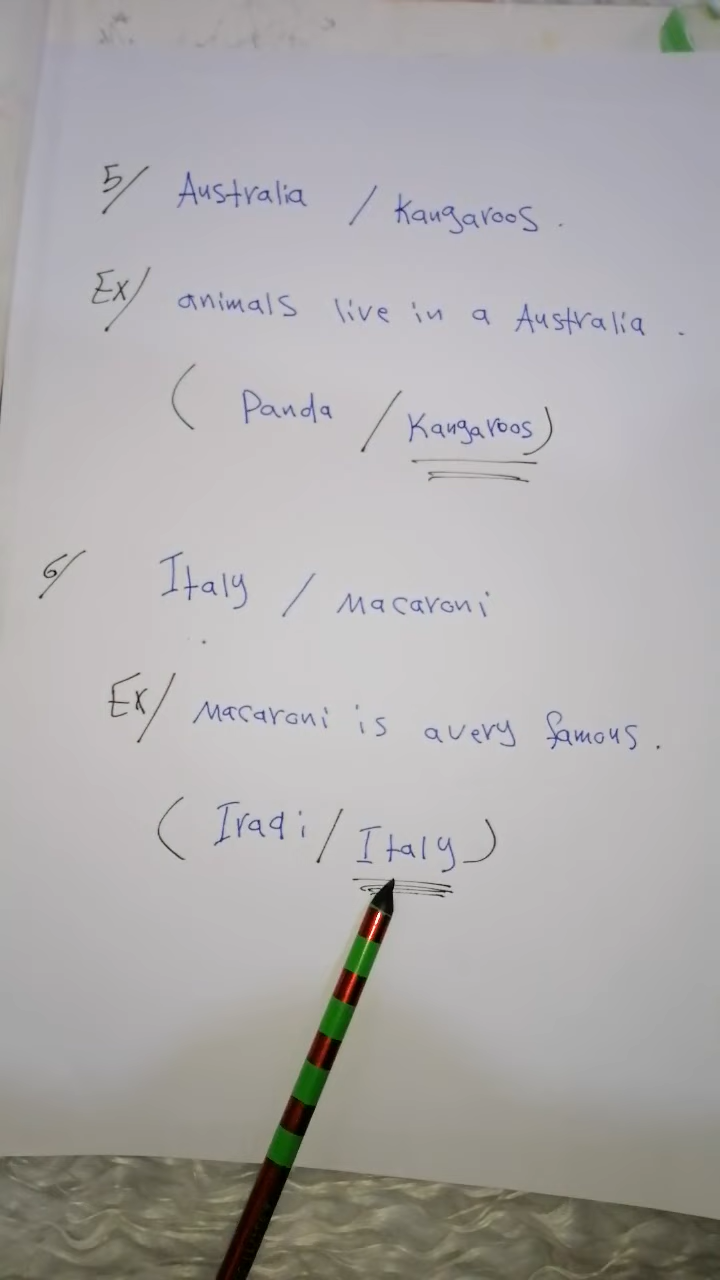 5/ Australia / Kangaroos.
Ex/ animals live in a Australia.
( Panda / Kangaroos)
6/ Italy / Macaroni
Ex/ Macaroni is avery famous.
( Iraqi / Italy )